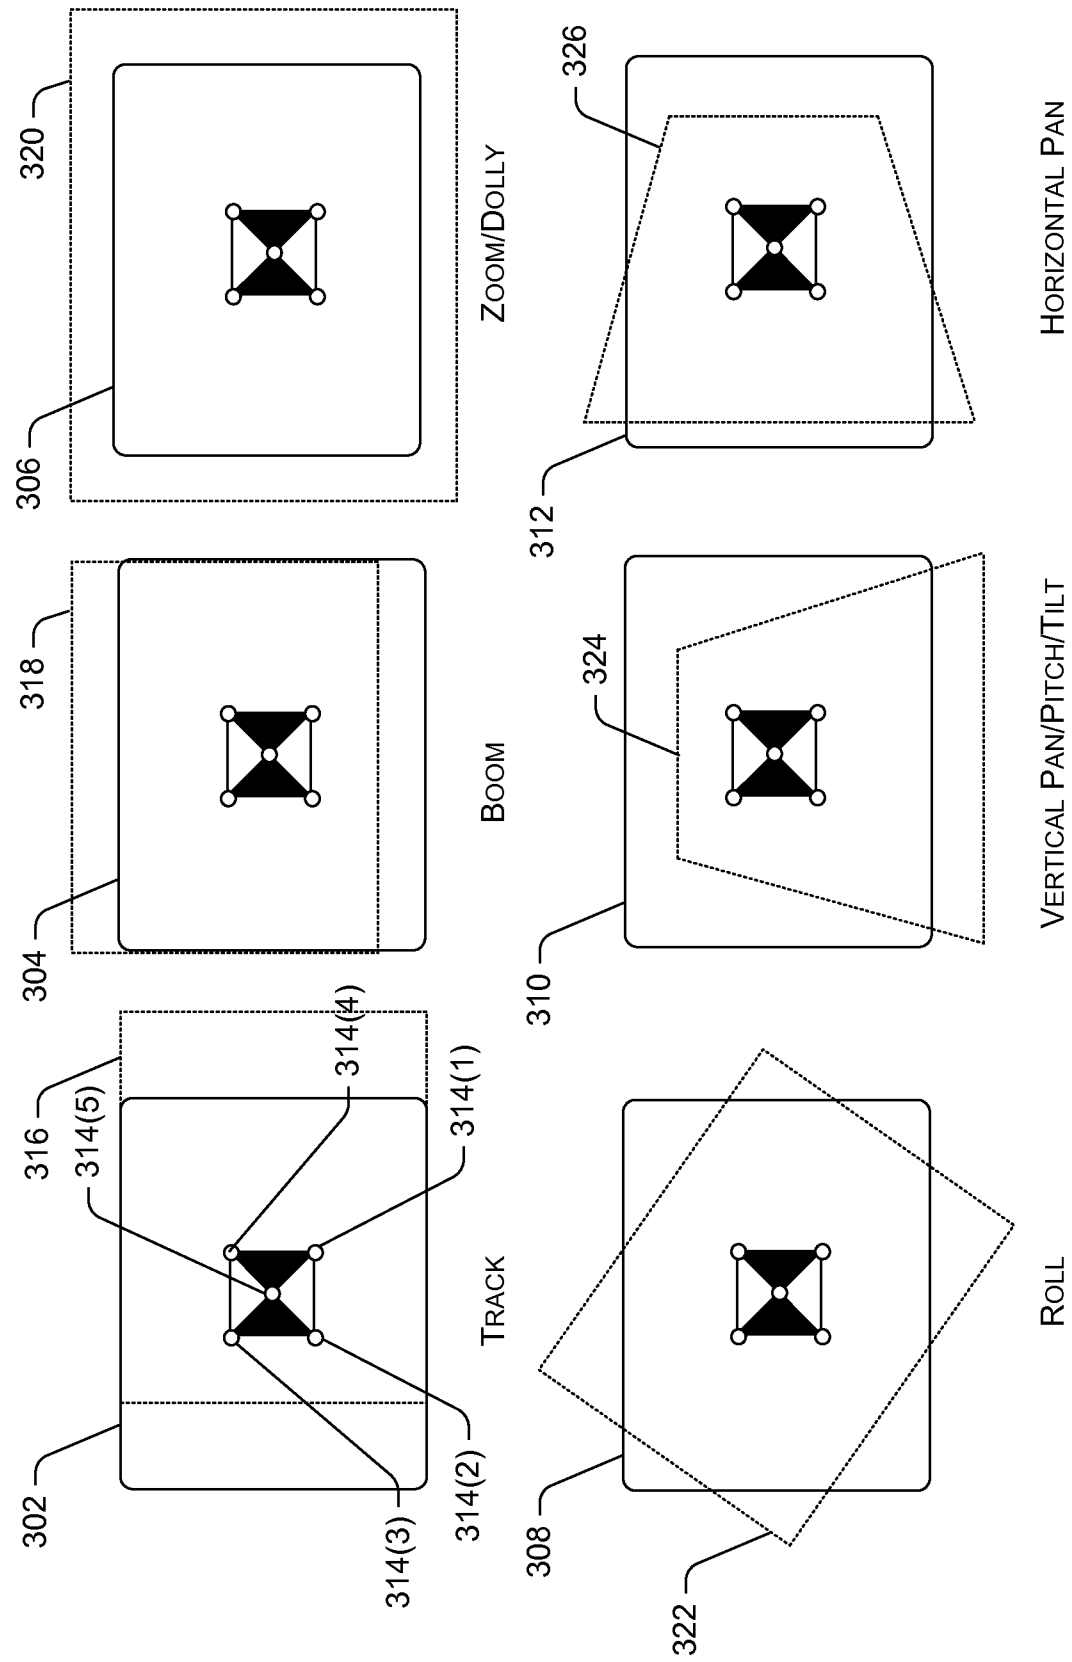 302
316
314(5)
314(4)
314(3)
314(2)
314(1)
TRACK
304
318
BOOM
306
320
ZOOM/DOLLY
308
322
ROLL
310
324
VERTICAL PAN/PITCH/TILT
312
326
HORIZONTAL PAN